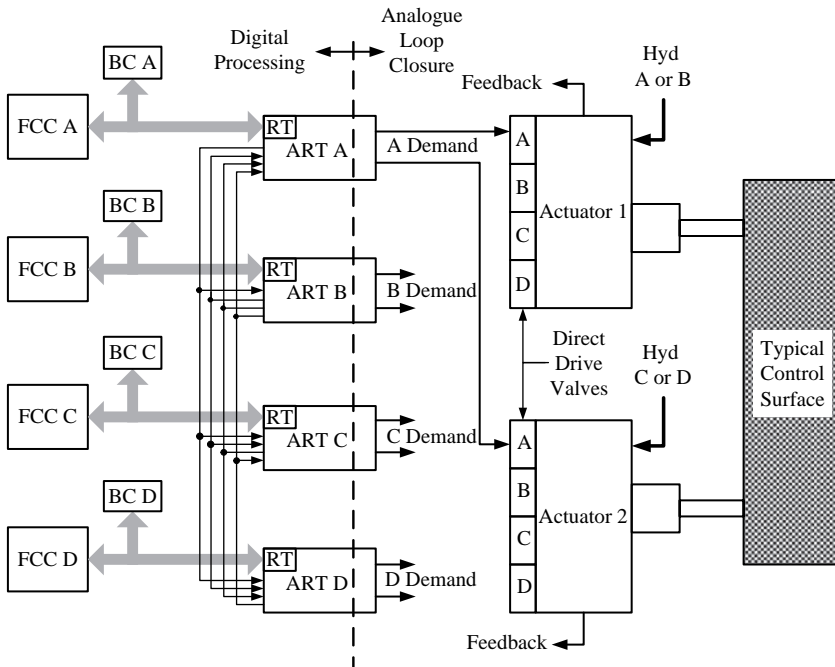 Digital
Processing
Analogue
Loop
Closure
BC A
FCC A
RT
ART A
A Demand
Feedback
Hyd
A or B
A
B
C
D
Actuator 1
BC B
FCC B
RT
ART B
B Demand
Direct
Drive
Valves
Hyd
C or D
Typical
Control
Surface
BC C
FCC C
RT
ART C
C Demand
A
B
C
D
Actuator 2
BC D
FCC D
RT
ART D
D Demand
Feedback